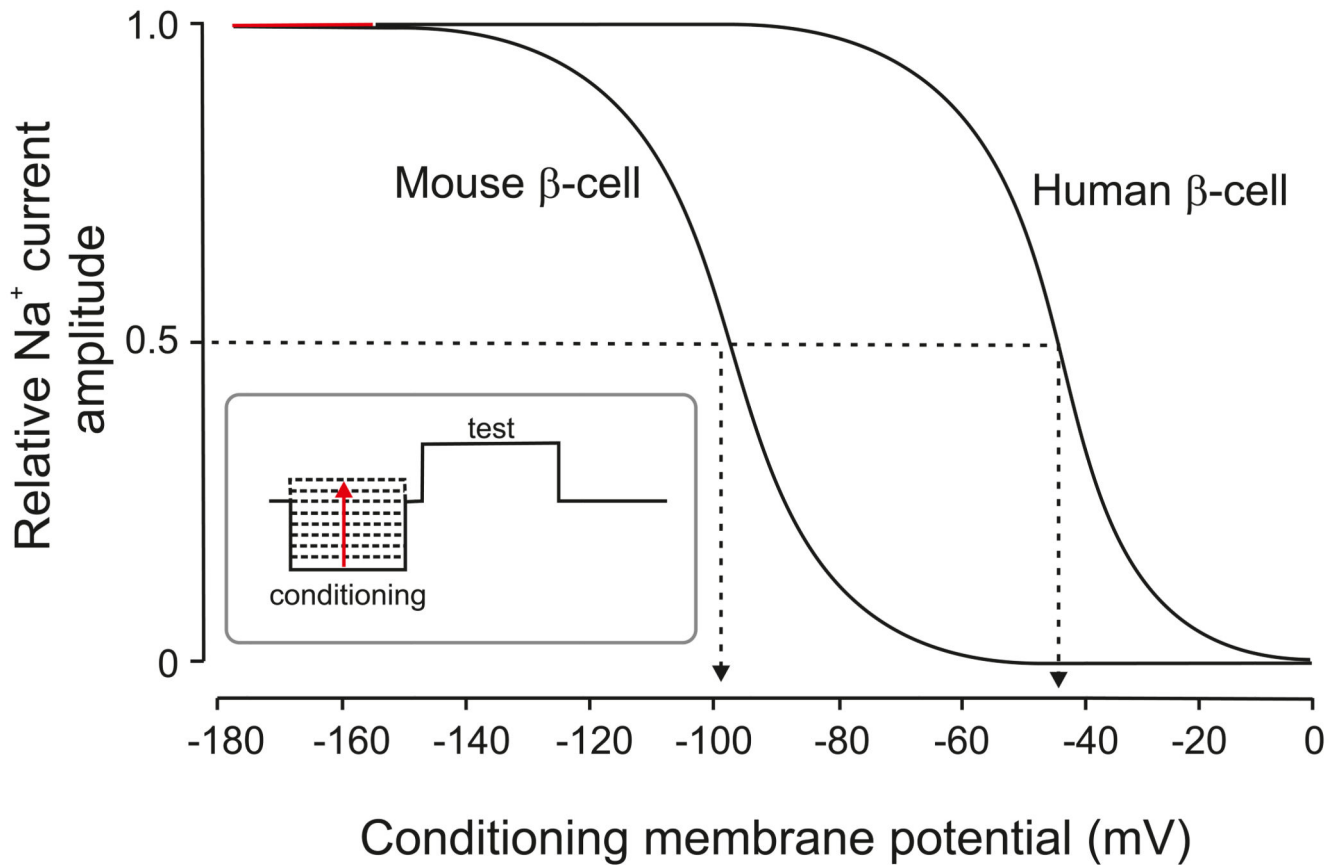 1.0
0.5
0
Relative Na⁺ current
amplitude
Mouse β-cell
Human β-cell
test
conditioning
-180 -160 -140 -120 -100 -80 -60 -40 -20 0
Conditioning membrane potential (mV)